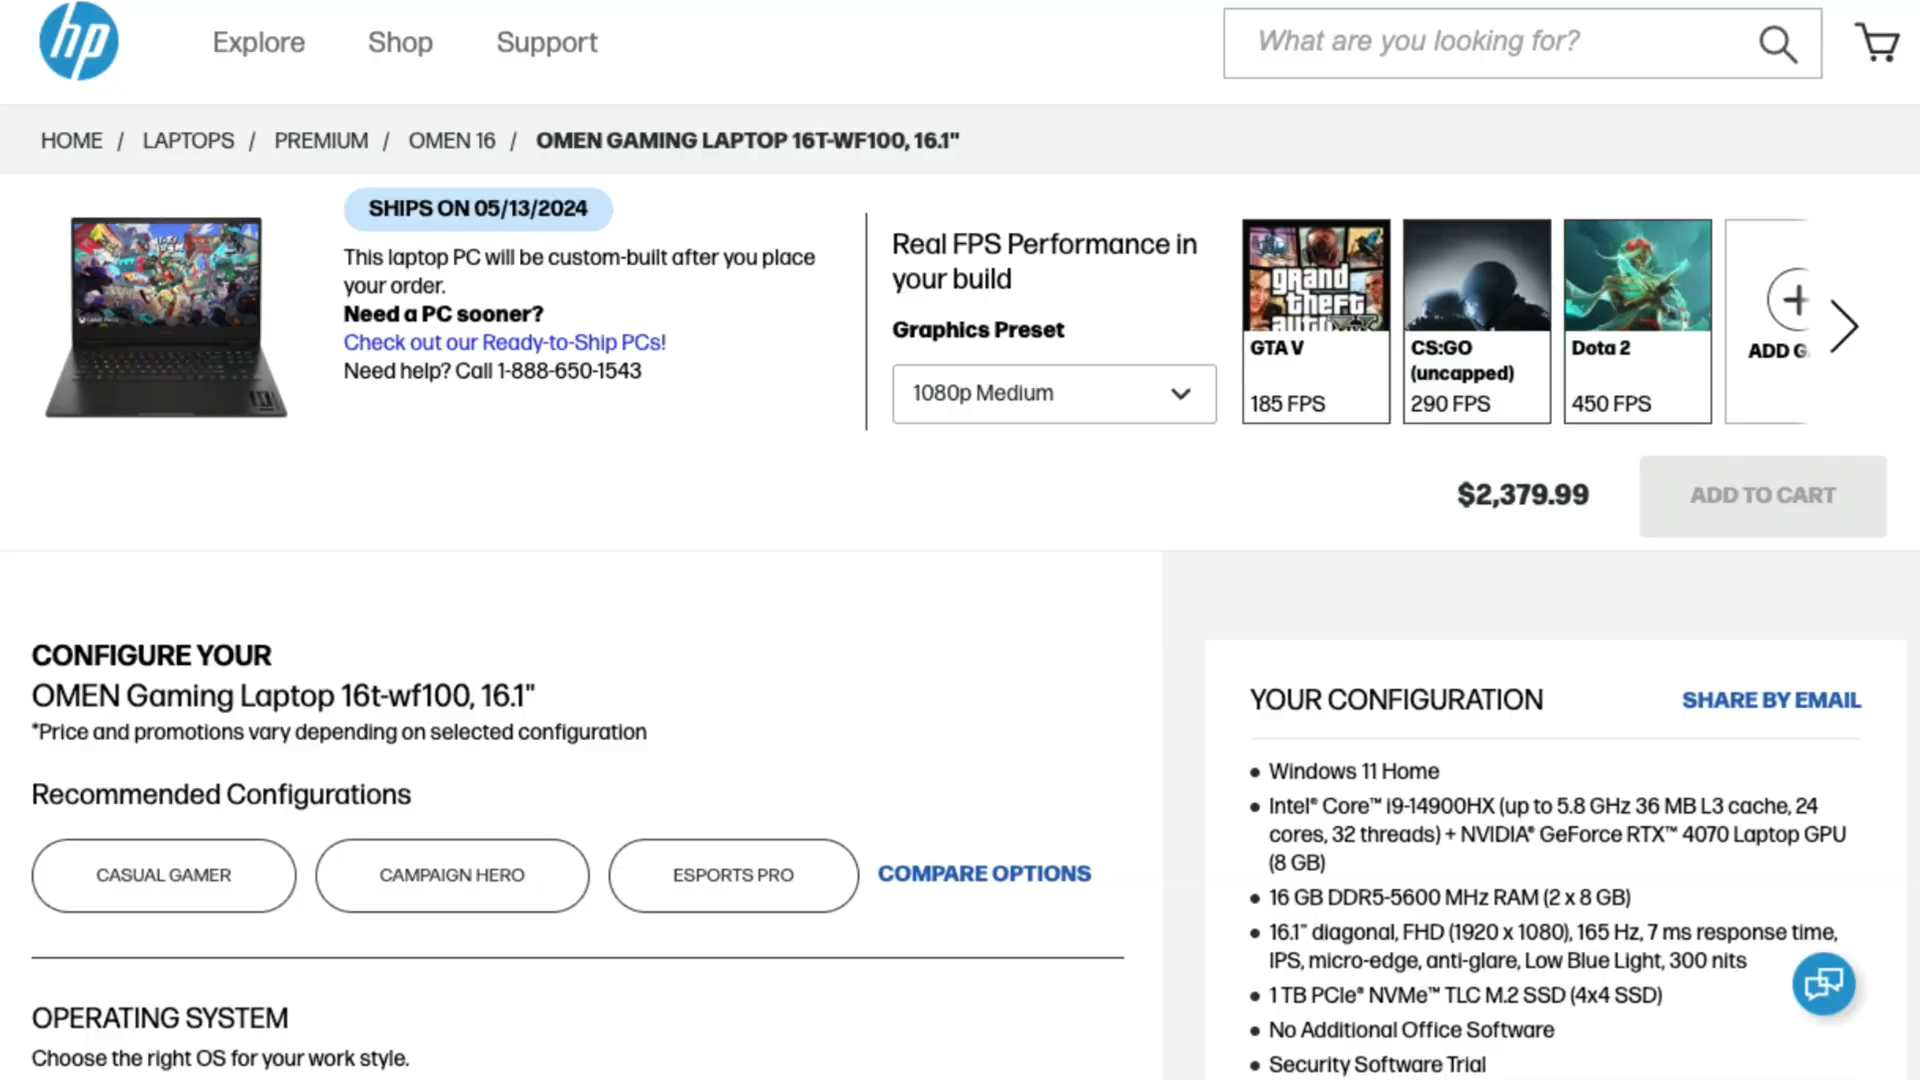 hp
Explore Shop Support
What are you looking for?
HOME / LAPTOPS / PREMIUM / OMEN 16 / OMEN GAMING LAPTOP 16T-WF100, 16.1"
SHIPS ON 05/13/2024
This laptop PC will be custom-built after you place
your order.
Need a PC sooner?
Check out our Ready-to-Ship PCs!
Need help? Call 1-888-650-1543
Real FPS Performance in
your build
Graphics Preset
1080p Medium
grand
theft
auto
GTA V
185 FPS
CS:GO
(uncapped)
290 FPS
Dota 2
450 FPS
ADD G
$2,379.99
ADD TO CART
CONFIGURE YOUR
OMEN Gaming Laptop 16t-wf100, 16.1"
*Price and promotions vary depending on selected configuration
Recommended Configurations
CASUAL GAMER CAMPAIGN HERO ESPORTS PRO COMPARE OPTIONS
OPERATING SYSTEM
Choose the right OS for your work style.
YOUR CONFIGURATION SHARE BY EMAIL
• Windows 11 Home
• Intel® Core™ i9-14900HX (up to 5.8 GHz 36 MB L3 cache, 24
cores, 32 threads) + NVIDIA® GeForce RTX™ 4070 Laptop GPU
(8 GB)
• 16 GB DDR5-5600 MHz RAM (2 x 8 GB)
• 16.1" diagonal, FHD (1920 x 1080), 165 Hz, 7 ms response time,
IPS, micro-edge, anti-glare, Low Blue Light, 300 nits
• 1 TB PCIe® NVMe™ TLC M.2 SSD (4x4 SSD)
• No Additional Office Software
• Security Software Trial